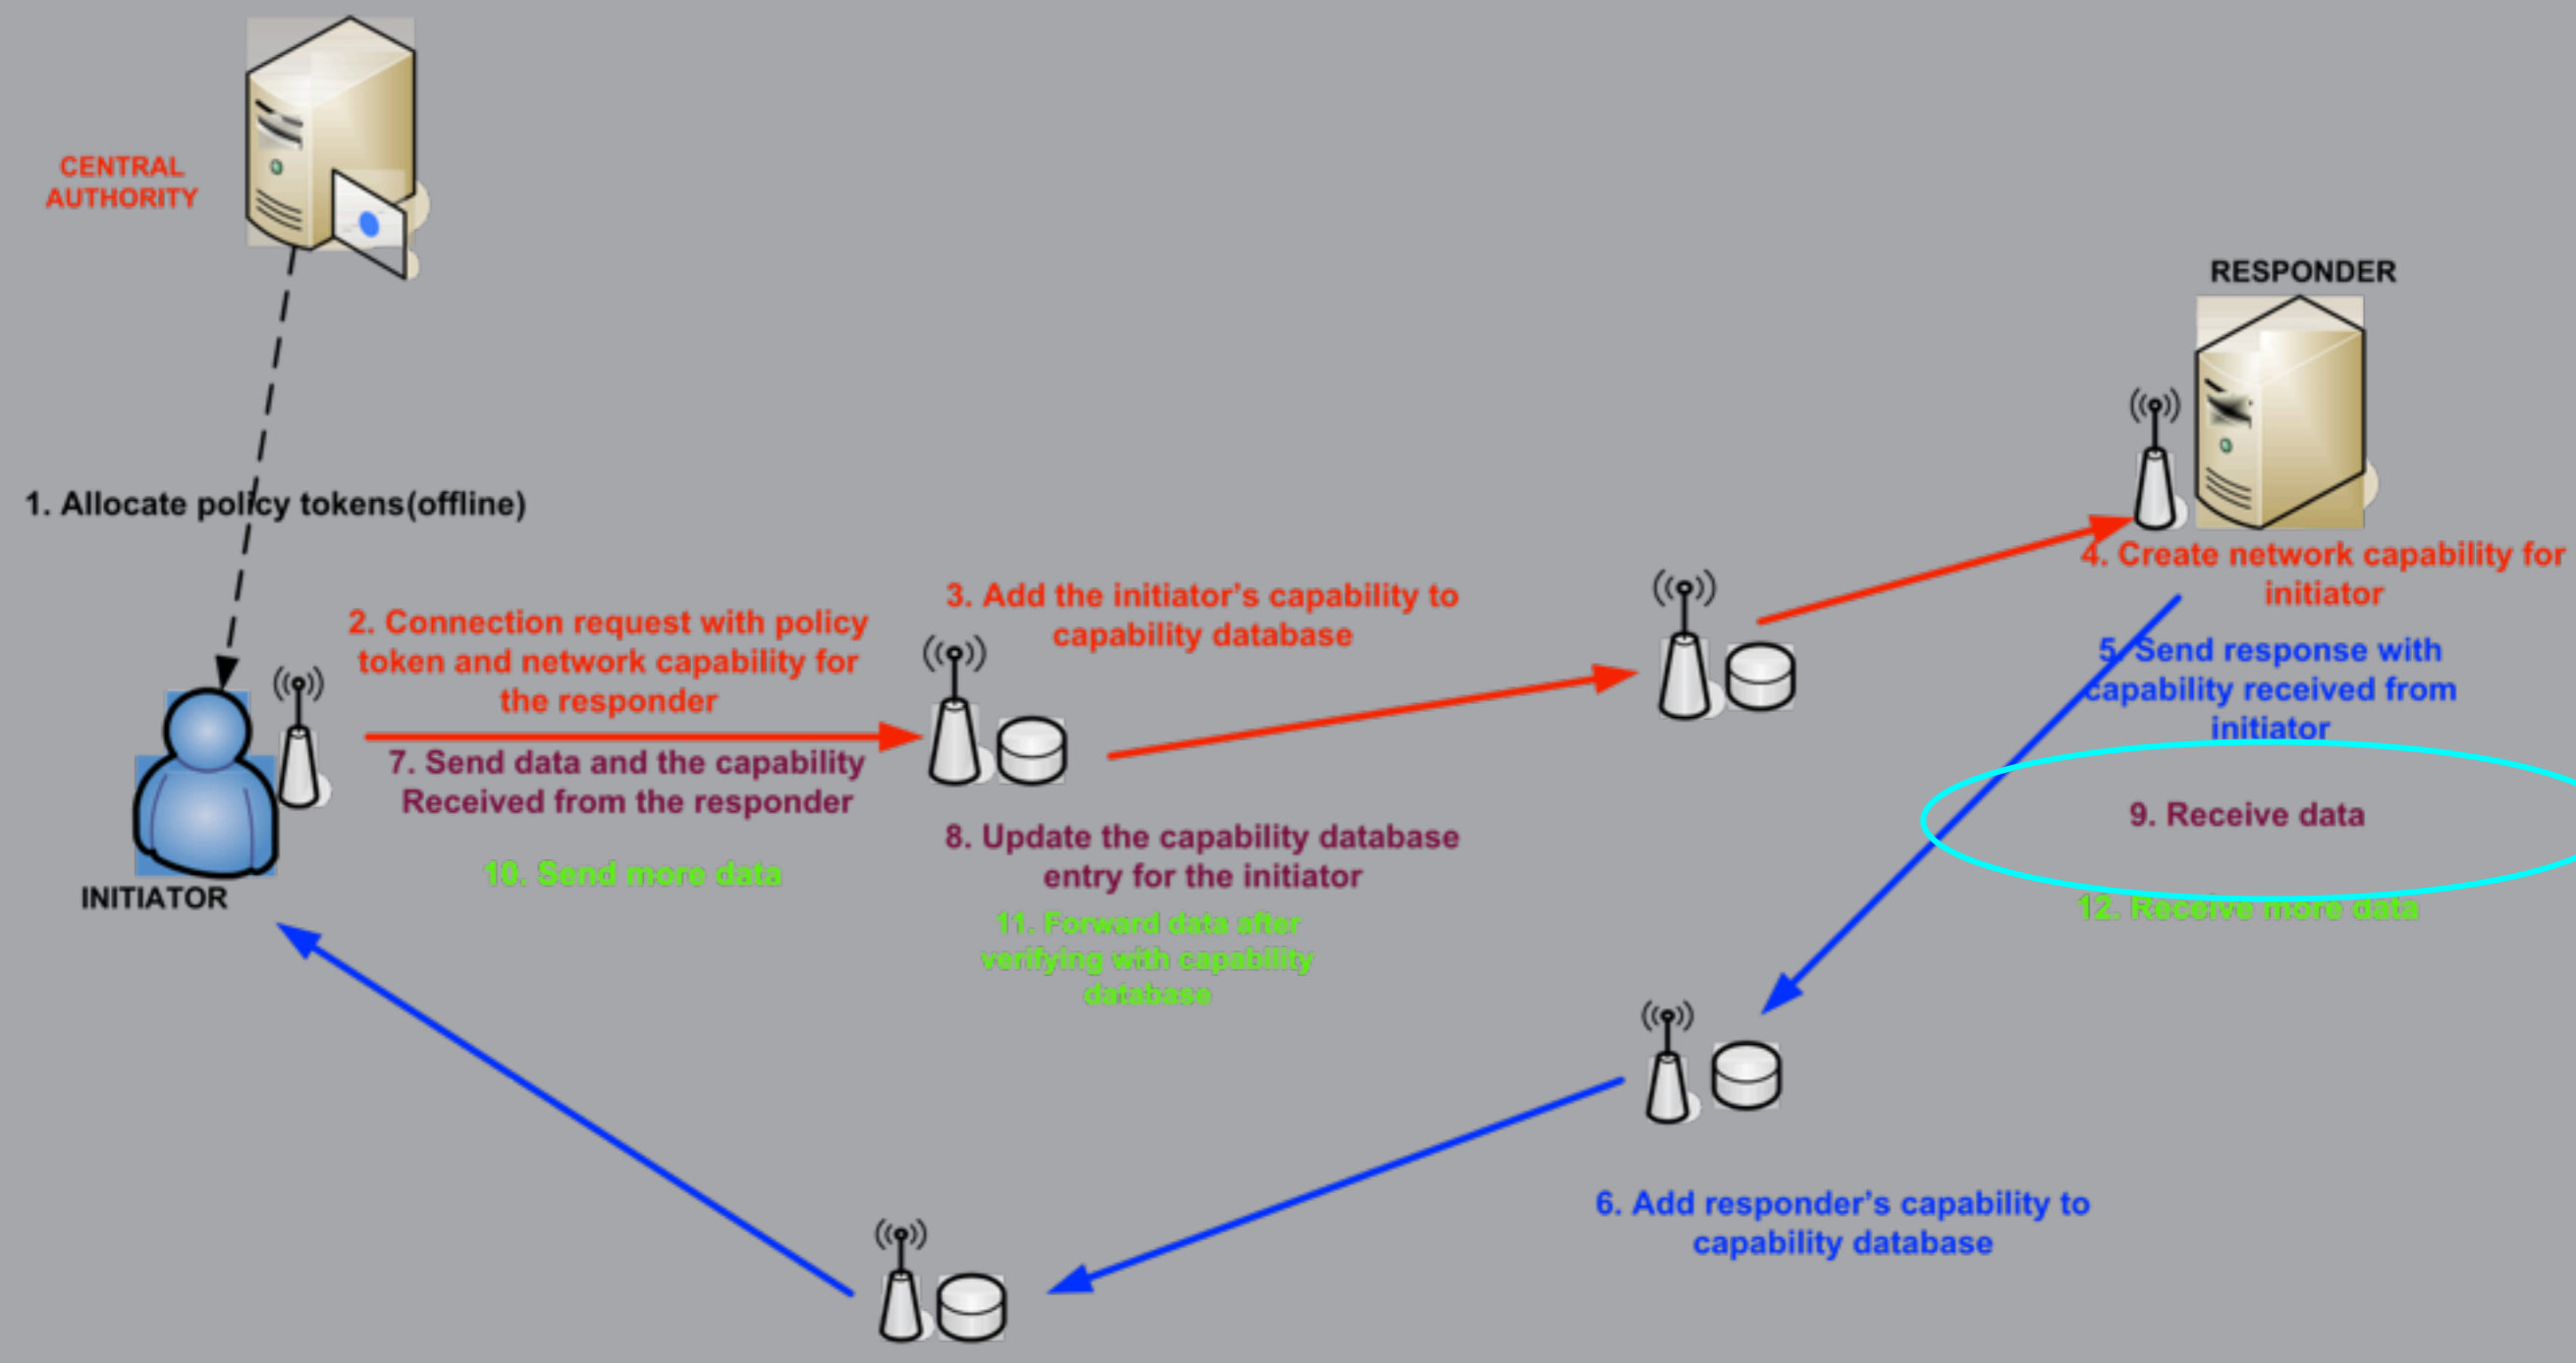 CENTRAL
AUTHORITY
RESPONDER
1. Allocate policy tokens(offline)
4. Create network capability for
initiator
2. Connection request with policy
token and network capability for
the responder
3. Add the initiator's capability to
capability database
5. Send response with
capability received from
initiator
7. Send data and the capability
Received from the responder
8. Update the capability database
entry for the initiator
9. Receive data
10. Send more data
INITIATOR
11. Forward data after
verifying with capability
database
12. Receive more data
6. Add responder's capability to
capability database